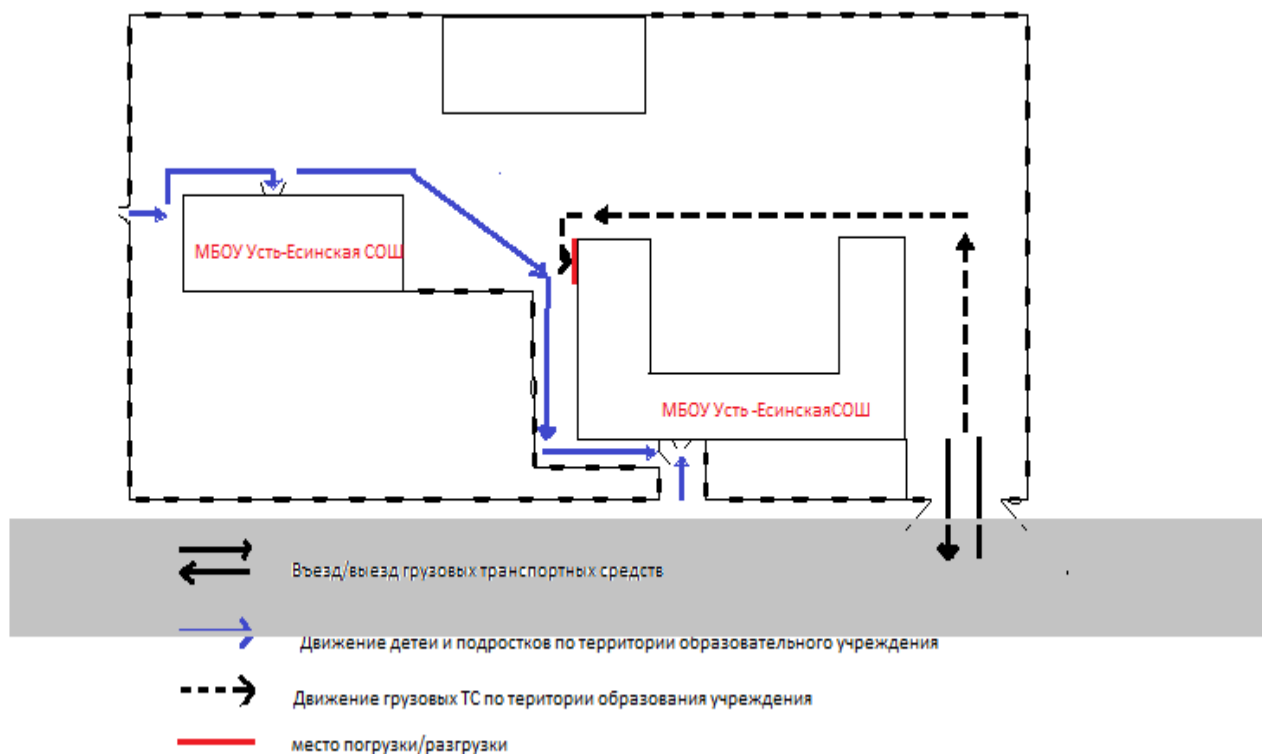 МБОУ Усть-Есинская СОШ
МБОУ Усть -ЕсинскаяСОШ
Въезд/выезд грузовых транспортных средств
Движение детей и подростков по территории образовательного учреждения
Движение грузовых ТС по територии образования учреждения
место погрузки/разгрузки